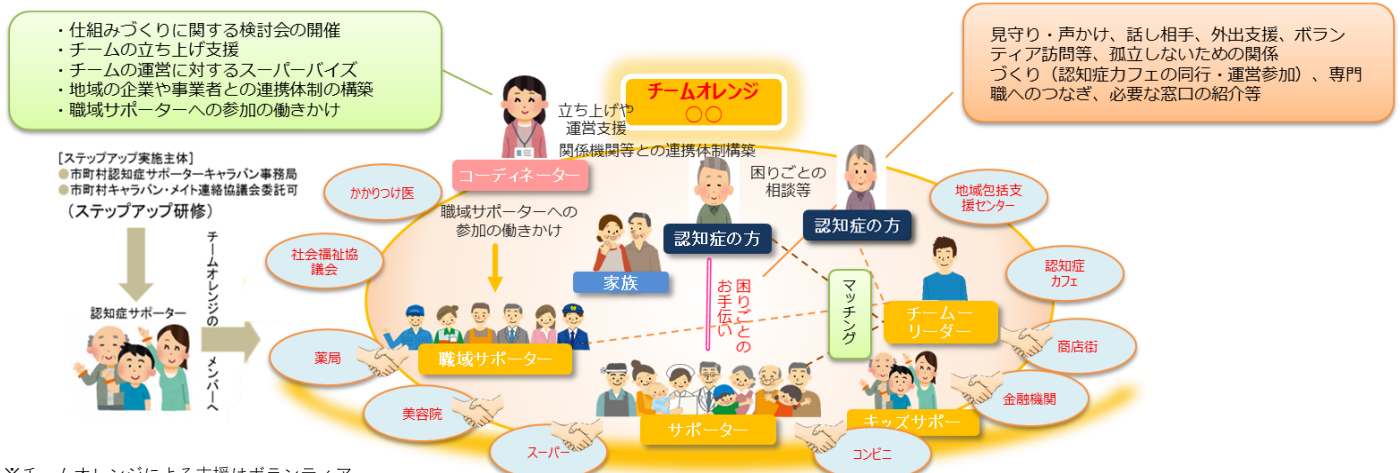 ・仕組みづくりに関する検討会の開催
・チームの立ち上げ支援
・チームの運営に対するスーパーバイズ
・地域の企業や事業者との連携体制の構築
・職域サポーターへの参加の働きかけ
見守り・声かけ、話し相手、外出支援、ボラン
ティア訪問等、孤立しないための関係
づくり（認知症カフェの同行・運営参加）、専門
職へのつなぎ、必要な窓口の紹介等
チームオレンジ
〇〇
立ち上げや
運営支援
関係機関等との連携体制構築
コーディネーター
[ステップアップ実施主体]
●市町村認知症サポーターキャラバン事務局
●市町村キャラバン・メイト連絡協議会委託可
（ステップアップ研修）
チームオレンジの
メンバーへ
認知症サポーター
かかりつけ医
社会福祉協
議会
薬局
美容院
スーパー
コンビニ
金融機関
商店街
認知症
カフェ
地域包括支
援センター
職域サポーターへの
参加の働きかけ
困りごとの
相談等
認知症の方
認知症の方
家族
困りごとの
お手伝い
マッチング
チームー
リーダー
職域サポーター
サポーター
キッズサポー
※チームオレンジによる支援はボランティア